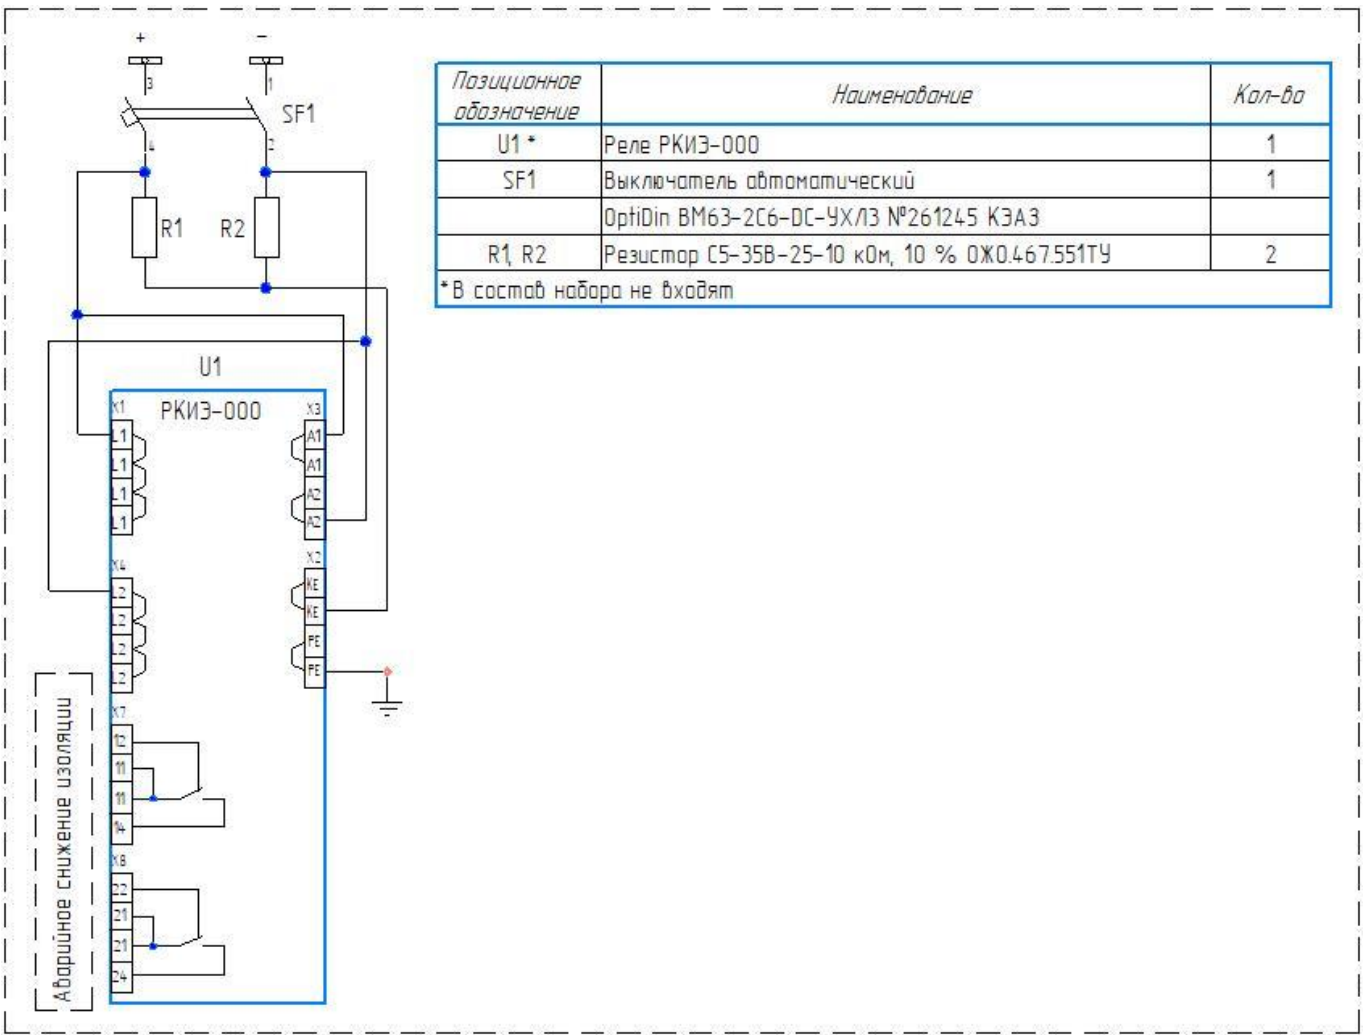 +
−
3
1
SF1
4
2
R1
R2
Позиционное
обозначение
Наименование
Кол-во
U1 *
Реле РКИЭ-000
1
SF1
Выключатель автоматический
1
OptiDin ВМ63-2С6-DC-УХЛ3 №261245 КЭАЗ
R1, R2
Резистор С5-35В-25-10 кОм, 10 % ОЖ0.467.551ТУ
2
*В состав набора не входят
U1
РКИЭ-000
X1
L1
L1
L1
L1
X3
A1
A1
A2
A2
X4
L2
L2
L2
L2
X2
KE
KE
PE
PE
X7
12
11
11
14
X8
22
21
21
24
Аварийное снижение изоляции